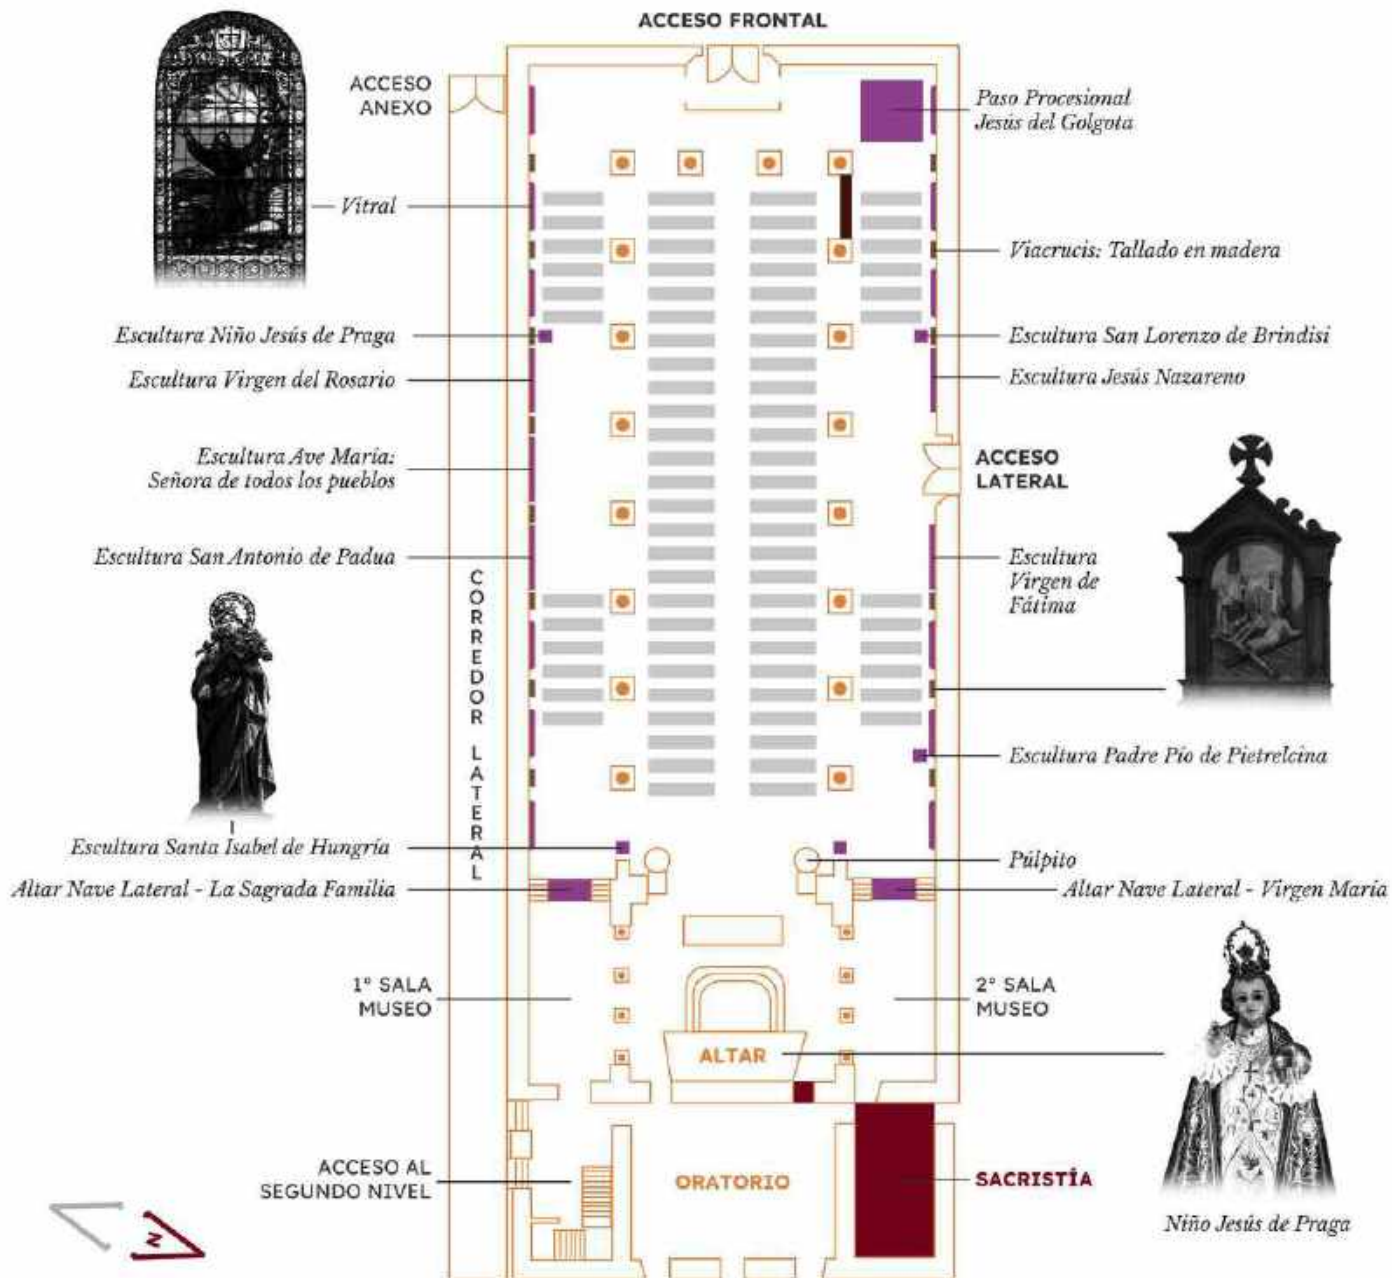 ACCESO FRONTAL
ACCESO
ANEXO
Paso Procesional
Jesús del Golgota
Vitral
Viacrucis: Tallado en madera
Escultura Niño Jesús de Praga
Escultura San Lorenzo de Brindisi
Escultura Virgen del Rosario
Escultura Jesús Nazareno
Escultura Ave María:
Señora de todos los pueblos
ACCESO
LATERAL
Escultura San Antonio de Padua
Escultura
Virgen de
Fátima
CORREDOR LATERAL
Escultura Padre Pío de Pietrelcina
Escultura Santa Isabel de Hungría
Púlpito
Altar Nave Lateral - La Sagrada Familia
Altar Nave Lateral - Virgen María
1° SALA
MUSEO
2° SALA
MUSEO
ALTAR
ACCESO AL
SEGUNDO NIVEL
ORATORIO
SACRISTÍA
Niño Jesús de Praga
N